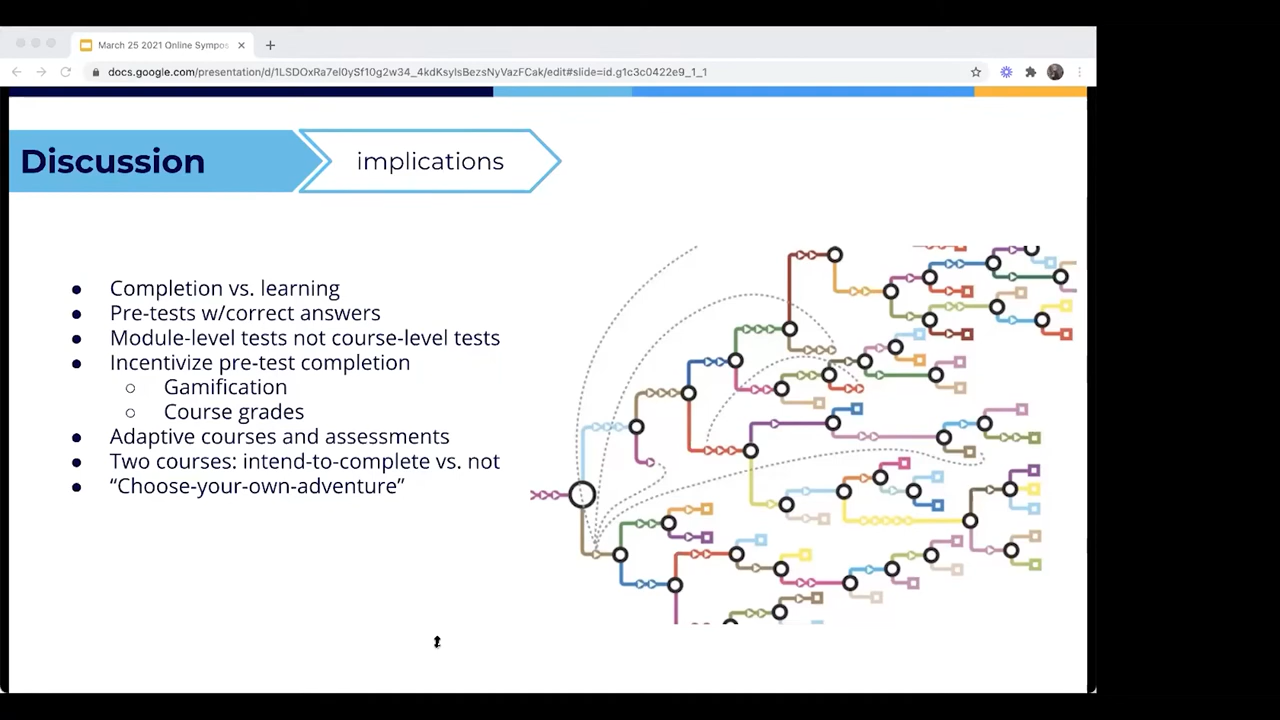 March 25 2021 Online Sympos
docs.google.com/presentation/d/1LSDOxRa7el0ySf10g2w34_4kdKsylsBezsNyVazFCak/edit#slide=id.g1c3c0422e9_1_1
Discussion
implications
● Completion vs. learning
● Pre-tests w/correct answers
● Module-level tests not course-level tests
● Incentivize pre-test completion
○ Gamification
○ Course grades
● Adaptive courses and assessments
● Two courses: intend-to-complete vs. not
● “Choose-your-own-adventure”